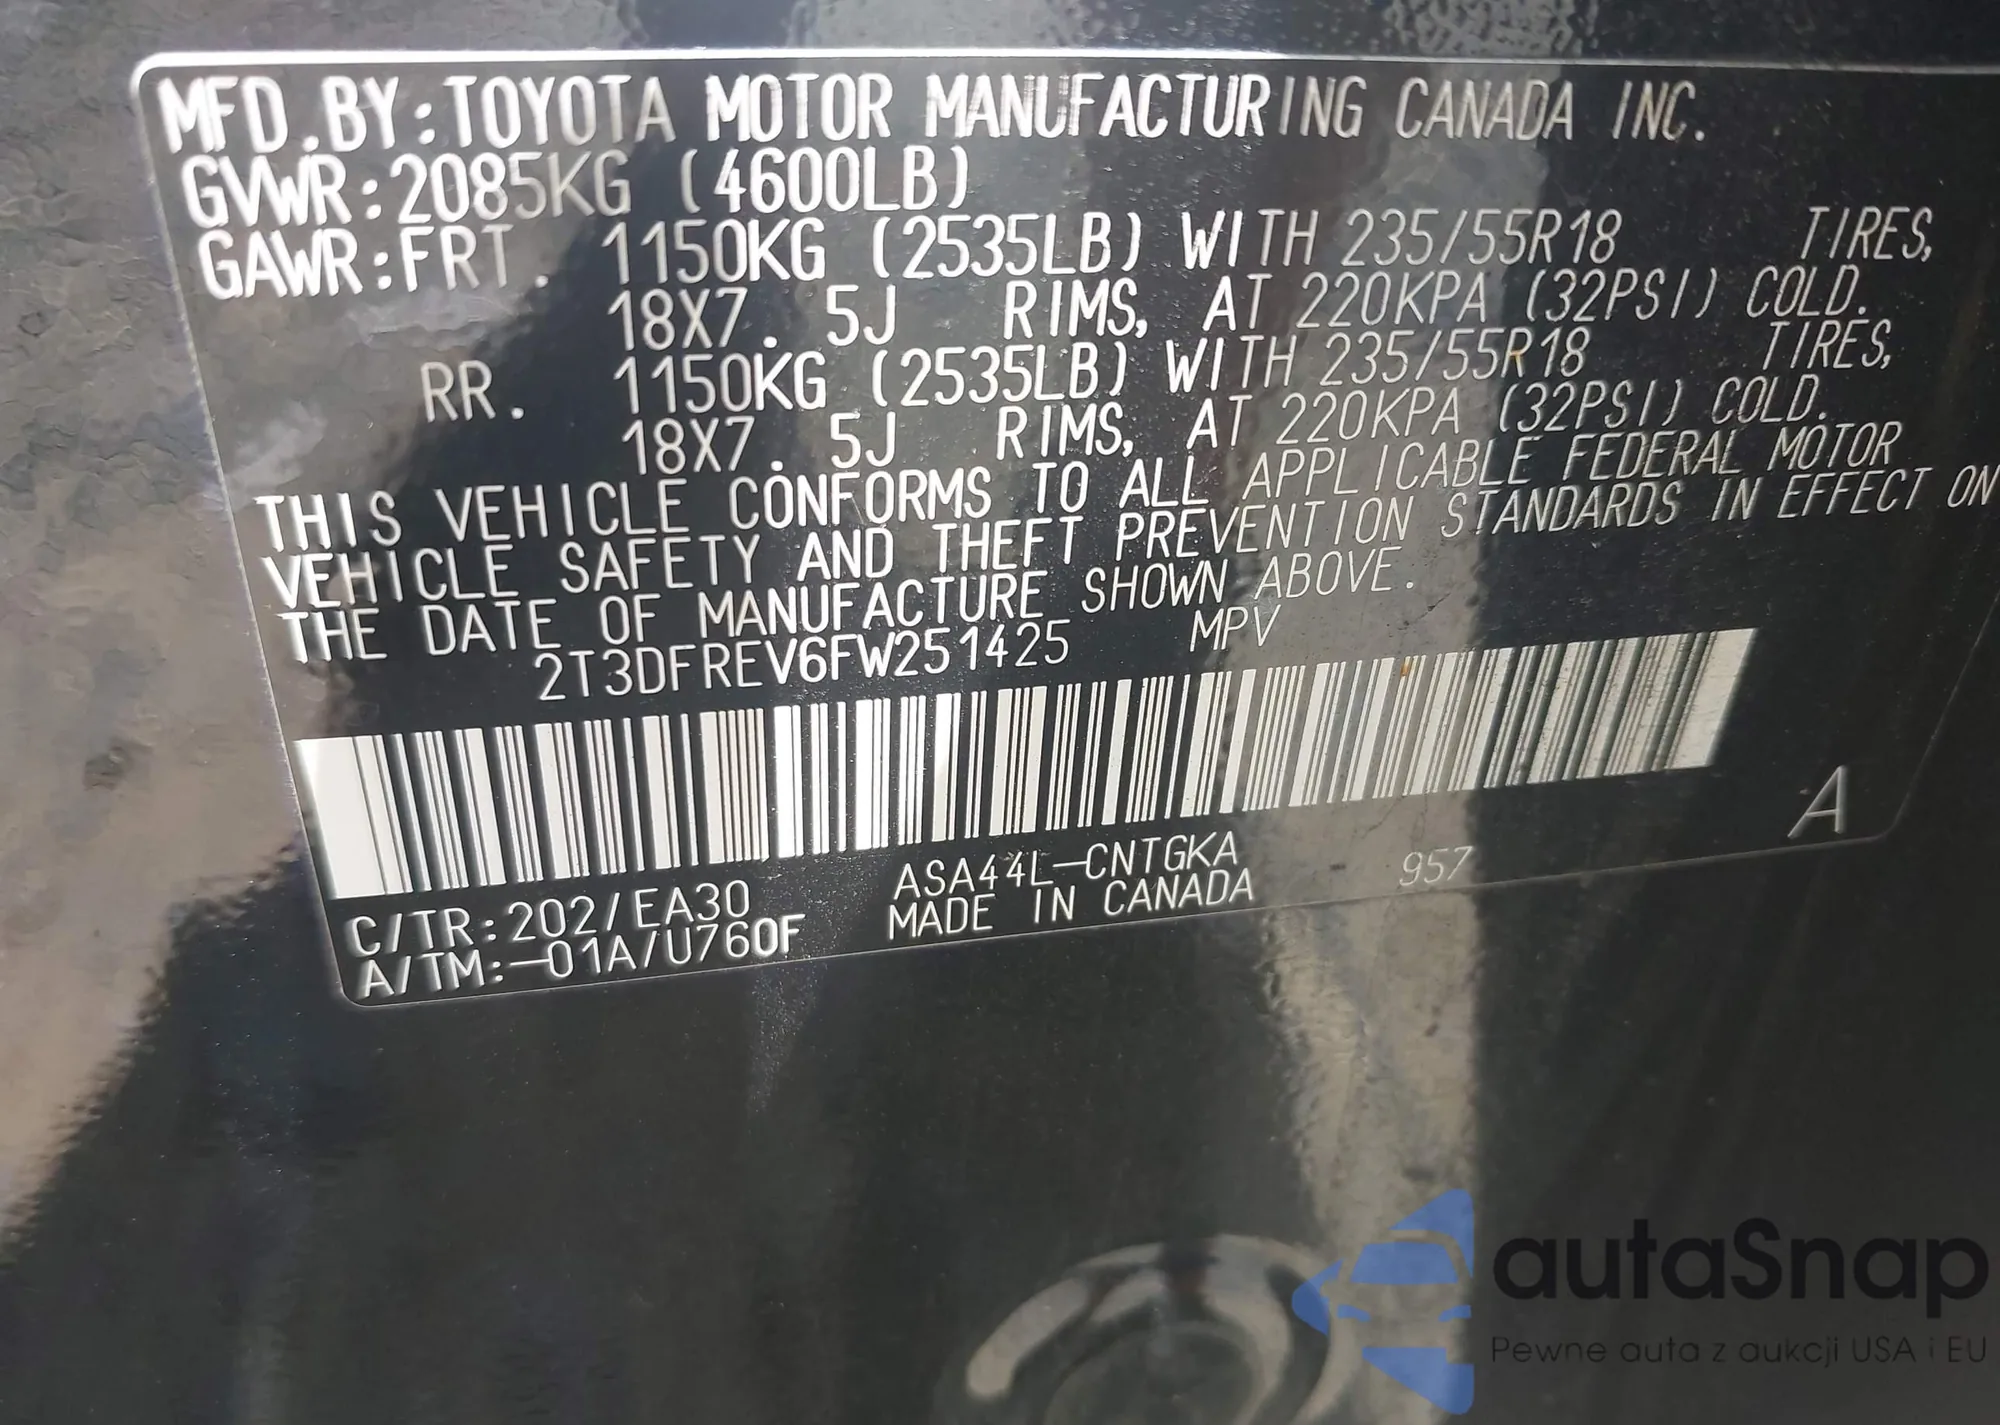 MFD.BY:TOYOTA MOTOR MANUFACTURING CANADA INC.
GVWR:2085KG (4600LB)
GAWR:FRT. 1150KG (2535LB) WITH 235/55R18 TIRES,
18X7.5J RIMS, AT 220KPA (32PSI) COLD.
RR. 1150KG (2535LB) WITH 235/55R18 TIRES,
18X7.5J RIMS, AT 220KPA (32PSI) COLD.
THIS VEHICLE CONFORMS TO ALL APPLICABLE FEDERAL MOTOR
VEHICLE SAFETY AND THEFT PREVENTION STANDARDS IN EFFECT ON
THE DATE OF MANUFACTURE SHOWN ABOVE.
2T3DFREV6FW251425 MPV
A
C/TR:202/EA30 ASA44L-CNTGKA 957
A/TM:-01A/U760F MADE IN CANADA
autaSnap
Pewne auta z aukcji USA i EU